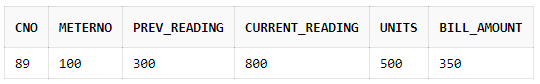 CNO METERNO PREV_READING CURRENT_READING UNITS BILL_AMOUNT
89 100 300 800 500 350